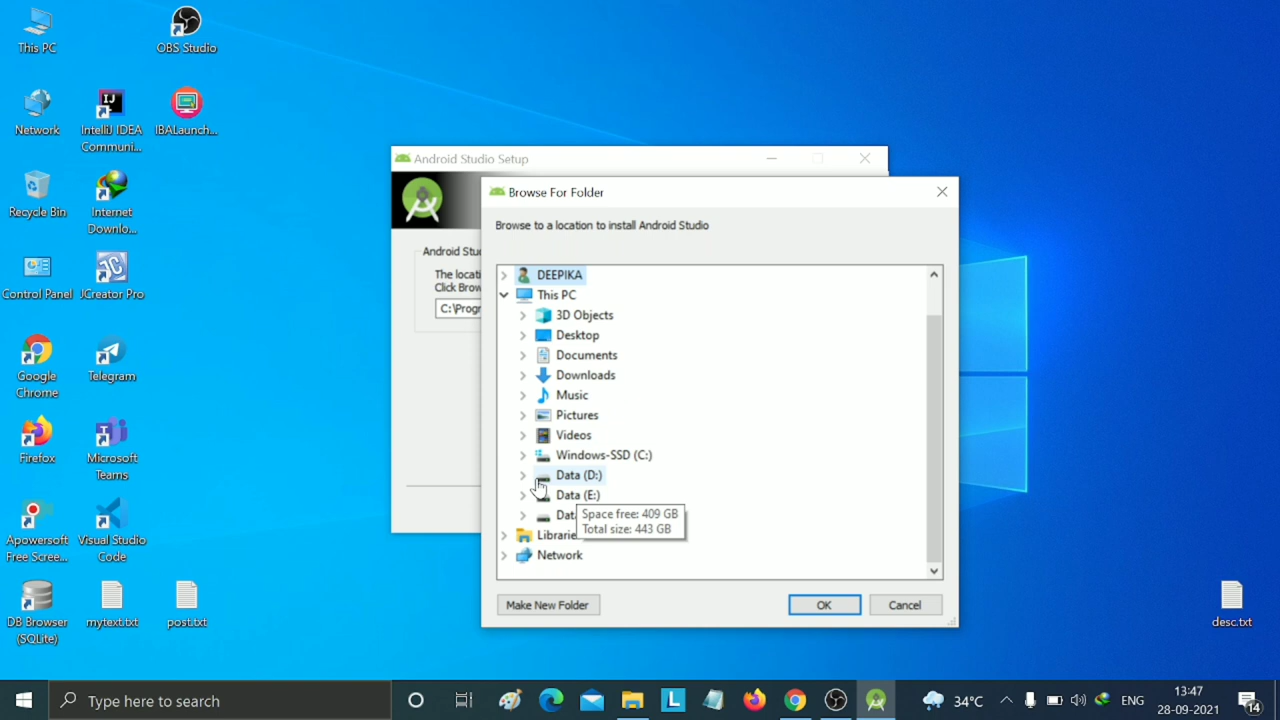 This PC
OBS Studio
Network
IntelliJ IDEA
Communi...
IBALaunch...
Recycle Bin
Internet
Downlo...
Control Panel
JCreator Pro
Google
Chrome
Telegram
Firefox
Microsoft
Teams
Apowersoft
Free Scree...
Visual Studio
Code
DB Browser
(SQLite)
mytext.txt
post.txt
desc.txt
Android Studio Setup
Android Stu
The locati
Click Brow
C:\Progr
Browse For Folder
Browse to a location to install Android Studio
DEEPIKA
This PC
3D Objects
Desktop
Documents
Downloads
Music
Pictures
Videos
Windows-SSD (C:)
Data (D:)
Data (E:)
Dat
Space free: 409 GB
Total size: 443 GB
Librarie
Network
Make New Folder
OK
Cancel
Type here to search
34°C
ENG
13:47
28-09-2021
14